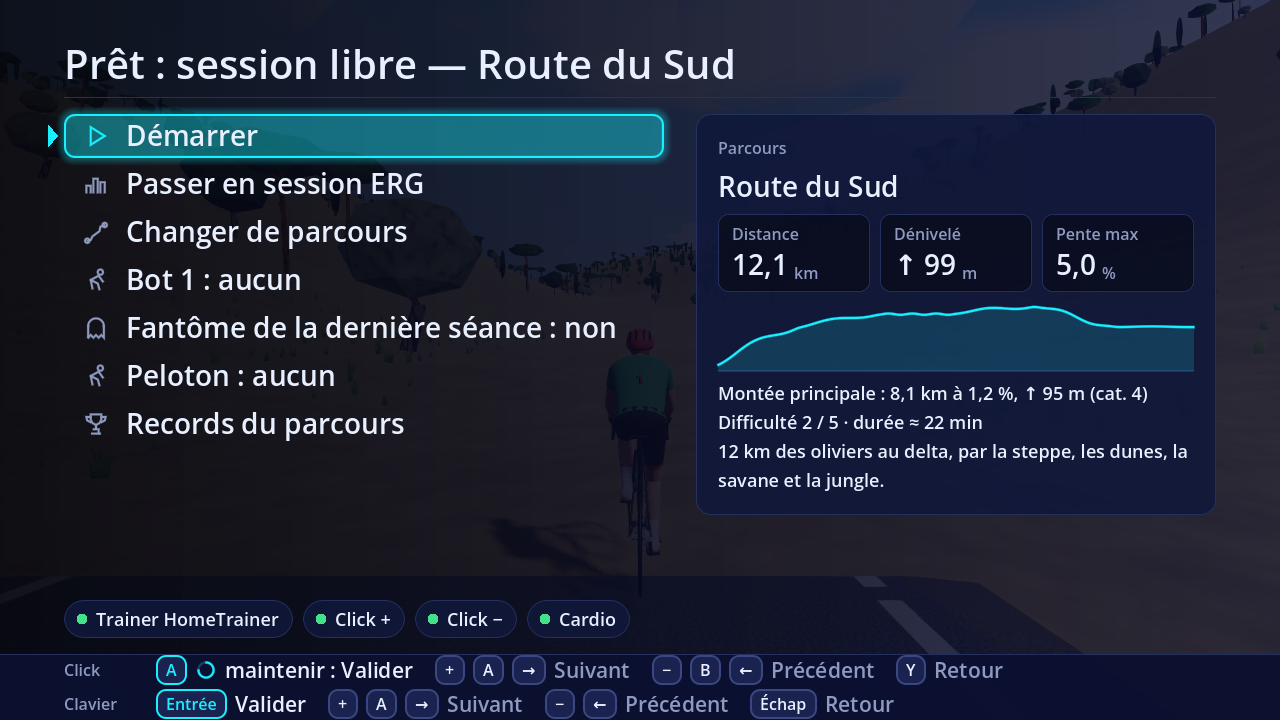 Prêt : session libre — Route du Sud
Démarrer
Passer en session ERG
Changer de parcours
Bot 1 : aucun
Fantôme de la dernière séance : non
Peloton : aucun
Records du parcours
Parcours
Route du Sud
Distance
12,1 km
Dénivelé
↑ 99 m
Pente max
5,0 %
Montée principale : 8,1 km à 1,2 %, ↑ 95 m (cat. 4)
Difficulté 2 / 5 · durée ≈ 22 min
12 km des oliviers au delta, par la steppe, les dunes, la
savane et la jungle.
Trainer HomeTrainer
Click +
Click −
Cardio
Click A maintenir : Valider + A → Suivant − B ← Précédent Y Retour
Clavier Entrée Valider + A → Suivant − ← Précédent Échap Retour